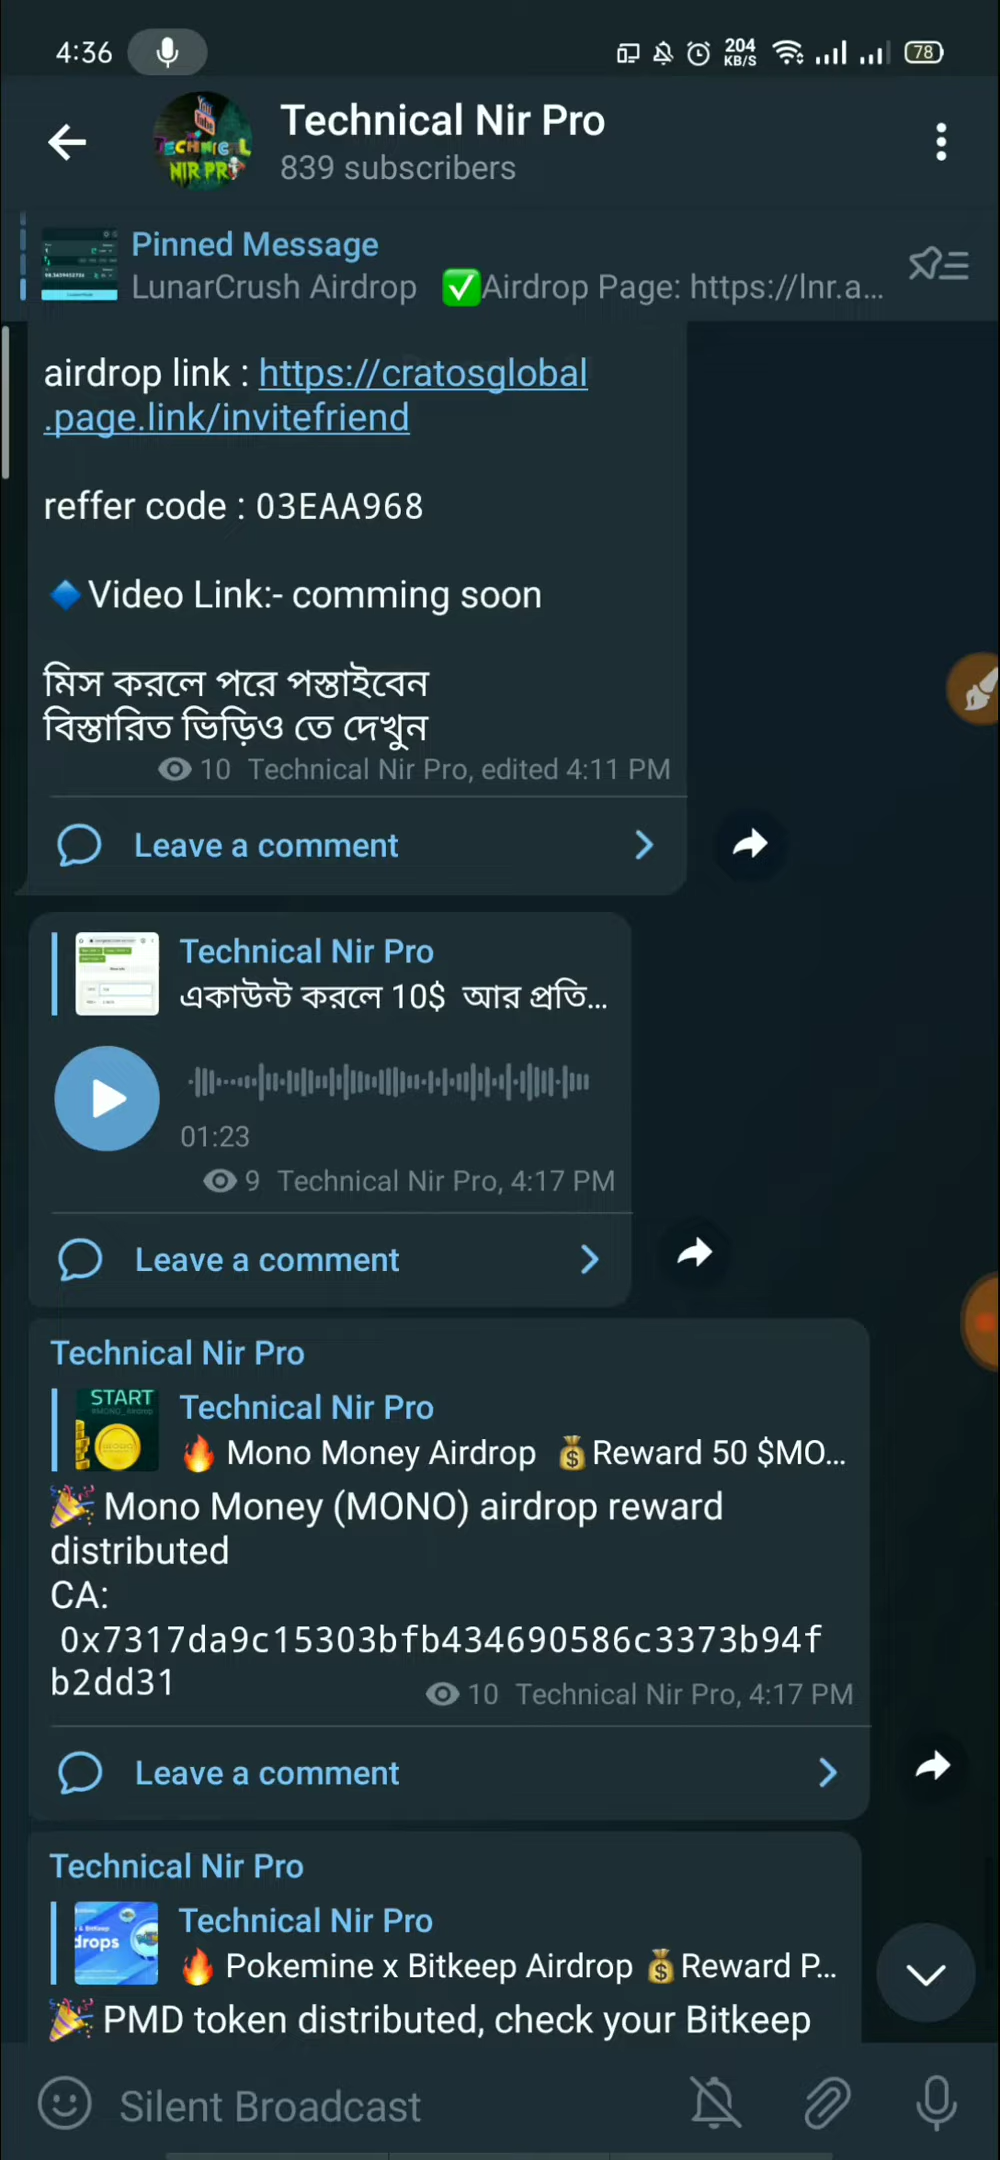 4:36
204
KB/S
78
Technical Nir Pro
839 subscribers
Pinned Message
LunarCrush Airdrop ✅Airdrop Page: https://lnr.a...
airdrop link : https://cratosglobal
.page.link/invitefriend
reffer code : 03EAA968
🔹Video Link:- comming soon
মিস করলে পরে পস্তাইবেন
বিস্তারিত ভিড়িও তে দেখুন
10 Technical Nir Pro, edited 4:11 PM
Leave a comment
Technical Nir Pro
একাউন্ট করলে 10$ আর প্রতি...
01:23
9 Technical Nir Pro, 4:17 PM
Leave a comment
Technical Nir Pro
START
Technical Nir Pro
🔥 Mono Money Airdrop 💰Reward 50 $MO...
🎉 Mono Money (MONO) airdrop reward
distributed
CA:
0x7317da9c15303bfb434690586c3373b94f
b2dd31
10 Technical Nir Pro, 4:17 PM
Leave a comment
Technical Nir Pro
drops
Technical Nir Pro
🔥 Pokemine x Bitkeep Airdrop 💰Reward P...
🎉 PMD token distributed, check your Bitkeep
Silent Broadcast